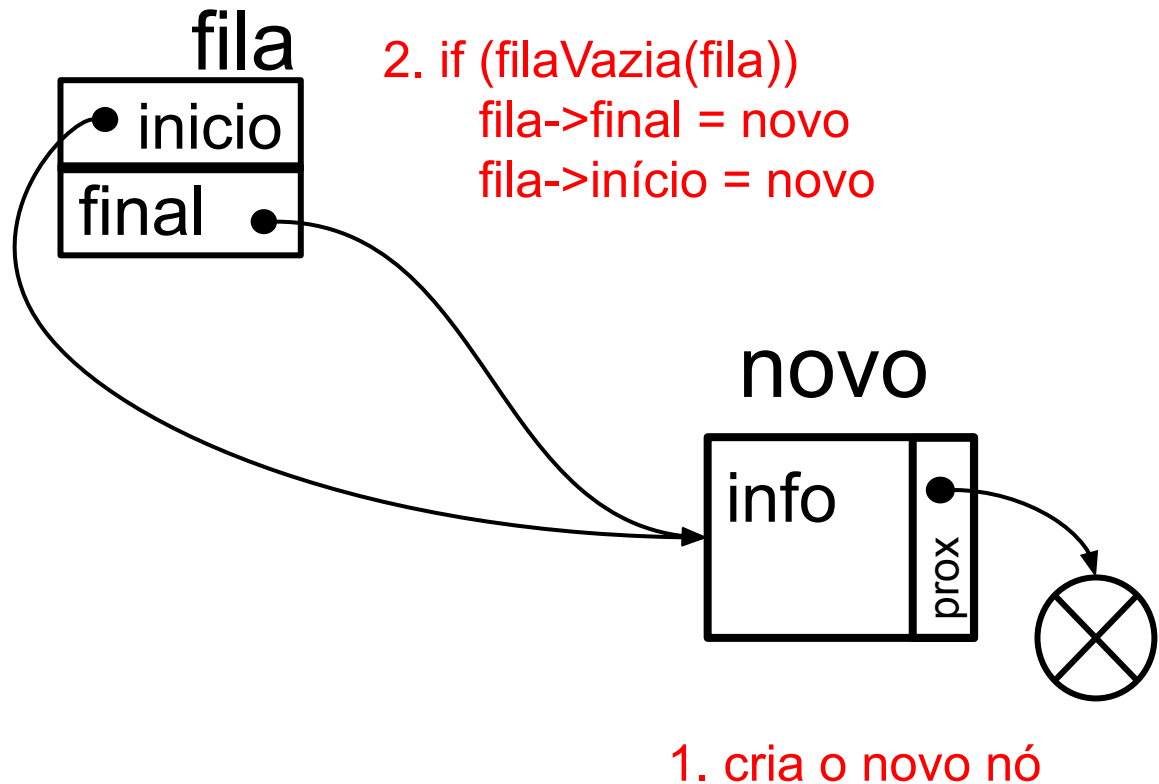 fila
inicio
final
2. if (filaVazia(fila))
fila->final = novo
fila->início = novo
novo
info
prox
1. cria o novo nó